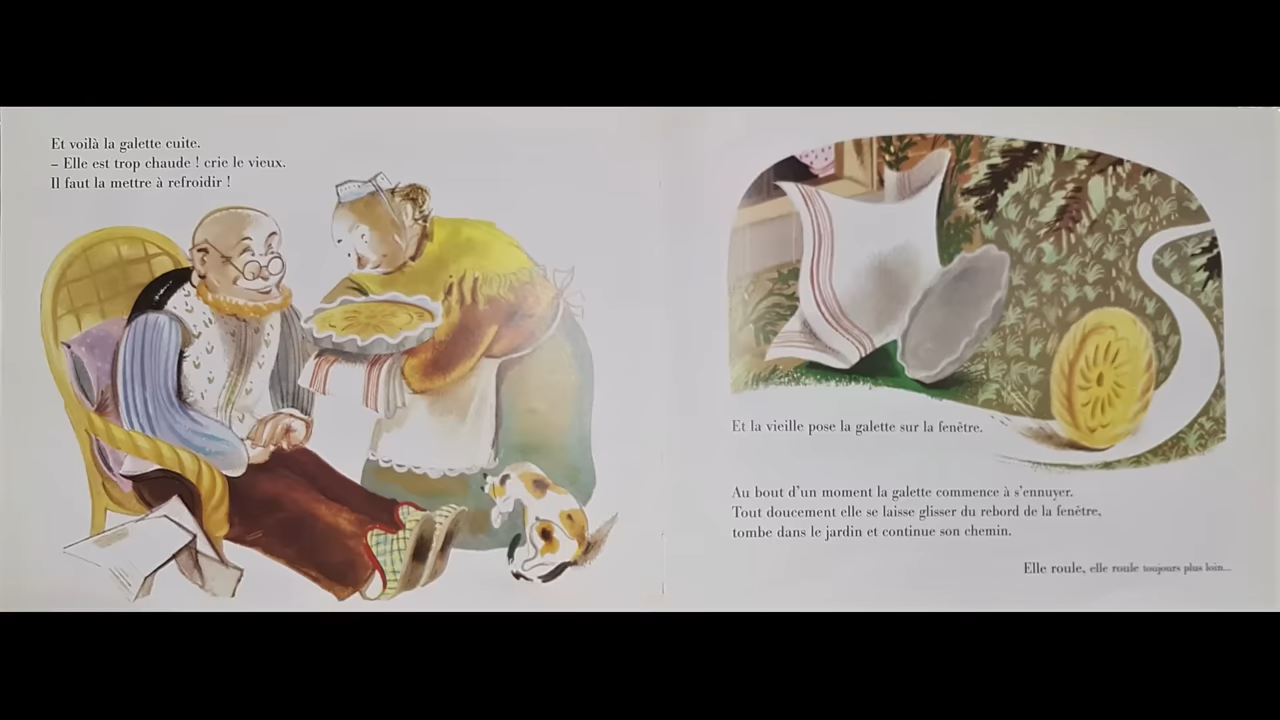 Et voilà la galette cuite.
– Elle est trop chaude ! crie le vieux.
Il faut la mettre à refroidir !
Et la vieille pose la galette sur la fenêtre.
Au bout d'un moment la galette commence à s'ennuyer.
Tout doucement elle se laisse glisser du rebord de la fenêtre,
tombe dans le jardin et continue son chemin.
Elle roule, elle roule toujours plus loin...